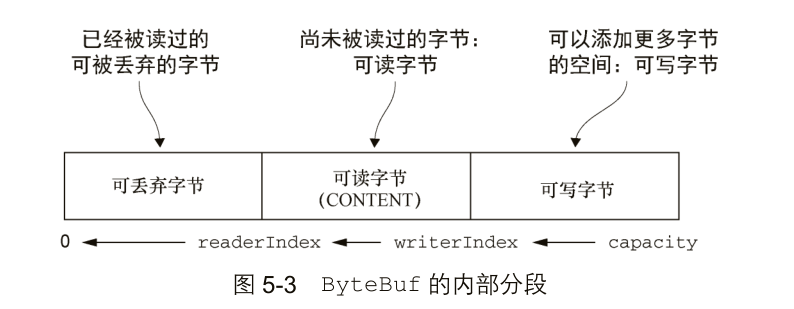 已经被读过的
可被丢弃的字节
尚未被读过的字节：
可读字节
可以添加更多字节
的空间：可写字节
可丢弃字节
可读字节
(CONTENT)
可写字节
0 readerIndex writerIndex capacity
图 5-3 ByteBuf 的内部分段